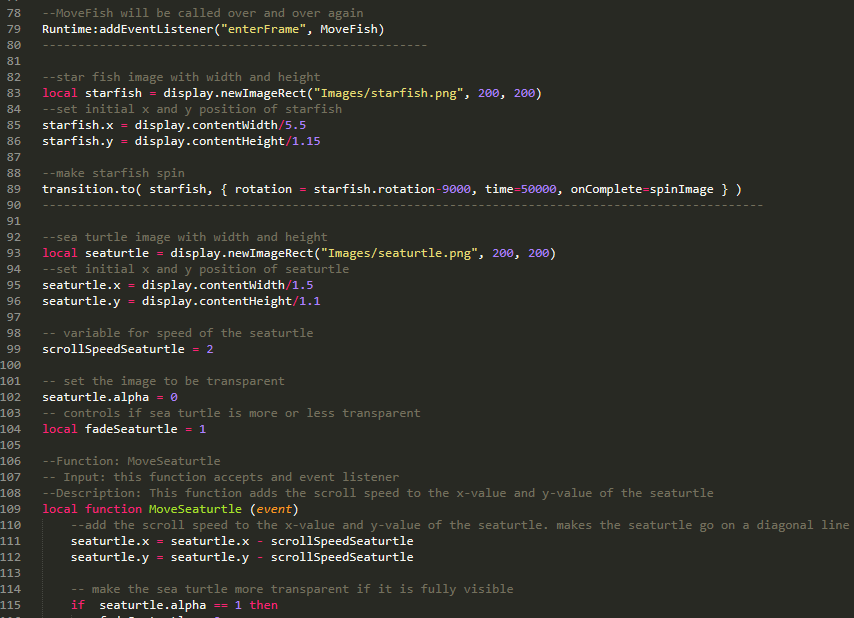 78 --MoveFish will be called over and over again
79 Runtime:addEventListener("enterFrame", MoveFish)
80 ------------------------------------------------------
81
82 --star fish image with width and height
83 local starfish = display.newImageRect("Images/starfish.png", 200, 200)
84 --set initial x and y position of starfish
85 starfish.x = display.contentWidth/5.5
86 starfish.y = display.contentHeight/1.15
87
88 --make starfish spin
89 transition.to( starfish, { rotation = starfish.rotation-9000, time=50000, onComplete=spinImage } )
90 -----------------------------------------------------------------------------------------------------
91
92 --sea turtle image with width and height
93 local seaturtle = display.newImageRect("Images/seaturtle.png", 200, 200)
94 --set initial x and y position of seaturtle
95 seaturtle.x = display.contentWidth/1.5
96 seaturtle.y = display.contentHeight/1.1
97
98 -- variable for speed of the seaturtle
99 scrollSpeedSeaturtle = 2
100
101 -- set the image to be transparent
102 seaturtle.alpha = 0
103 -- controls if sea turtle is more or less transparent
104 local fadeSeaturtle = 1
105
106 --Function: MoveSeaturtle
107 -- Input: this function accepts and event listener
108 --Description: This function adds the scroll speed to the x-value and y-value of the seaturtle
109 local function MoveSeaturtle (event)
110 --add the scroll speed to the x-value and y-value of the seaturtle. makes the seaturtle go on a diagonal line
111 seaturtle.x = seaturtle.x - scrollSpeedSeaturtle
112 seaturtle.y = seaturtle.y - scrollSpeedSeaturtle
113
114 -- make the sea turtle more transparent if it is fully visible
115 if  seaturtle.alpha == 1 then